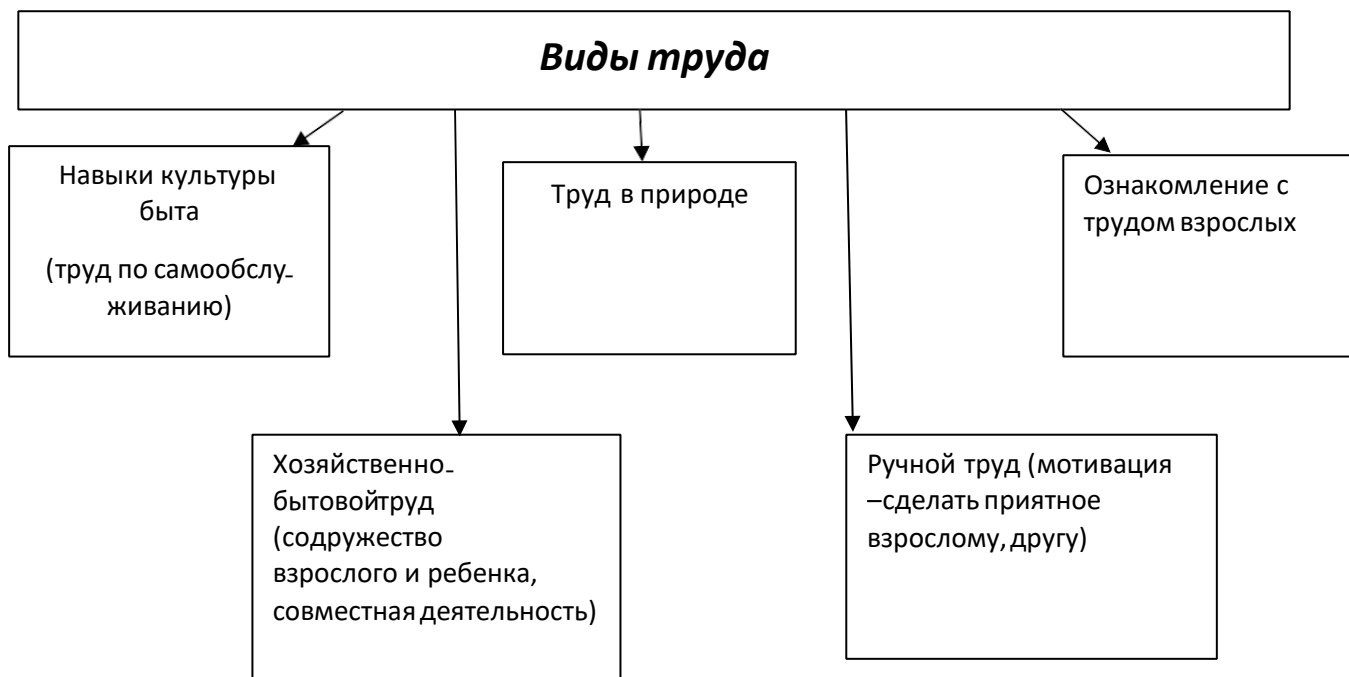 Виды труда
Навыки культуры
быта
(труд по самообслу-
живанию)
Труд в природе
Ознакомление с
трудом взрослых
Хозяйственно-
бытовойтруд
(содружество
взрослого и ребенка,
совместная деятельность)
Ручной труд (мотивация
–сделать приятное
взрослому, другу)